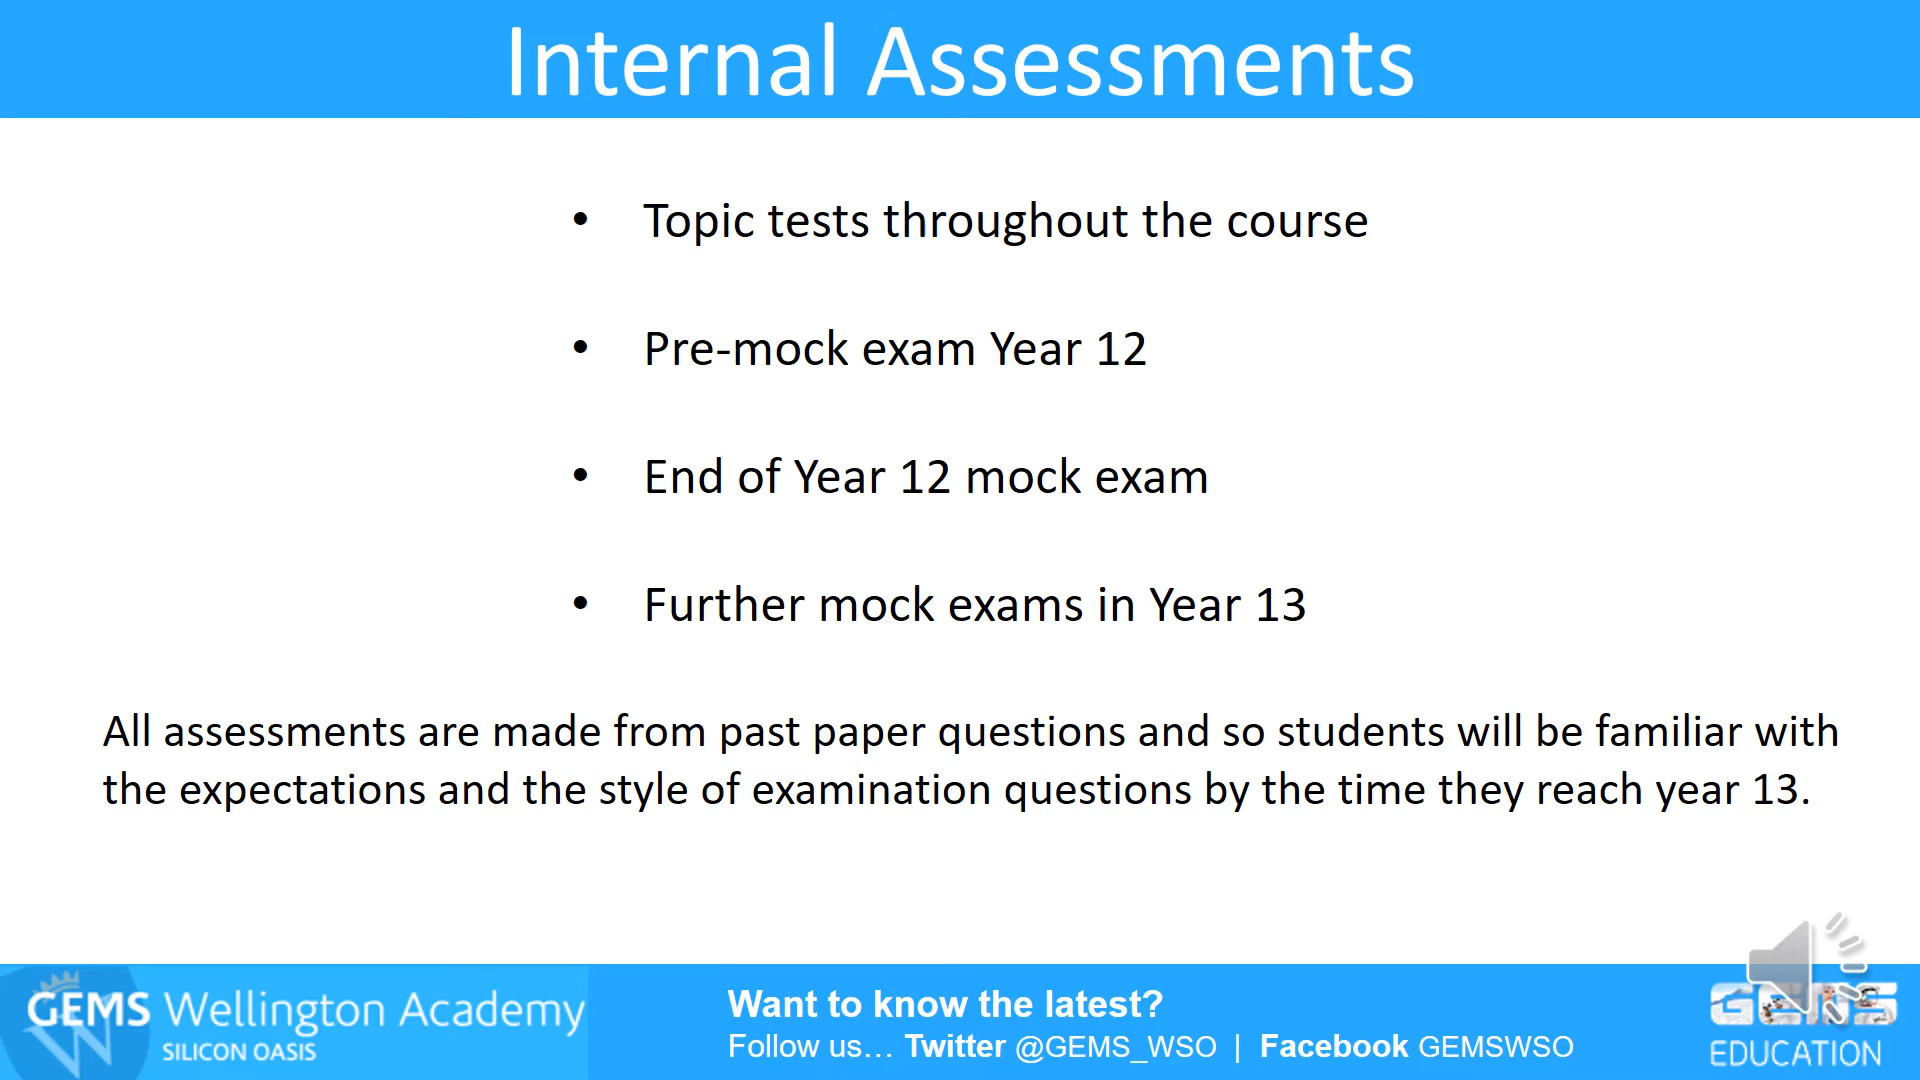 Internal Assessments
• Topic tests throughout the course
• Pre-mock exam Year 12
• End of Year 12 mock exam
• Further mock exams in Year 13
All assessments are made from past paper questions and so students will be familiar with
the expectations and the style of examination questions by the time they reach year 13.
GEMS Wellington Academy
SILICON OASIS
Want to know the latest?
Follow us… Twitter @GEMS_WSO | Facebook GEMSWSO
GEMS
EDUCATION